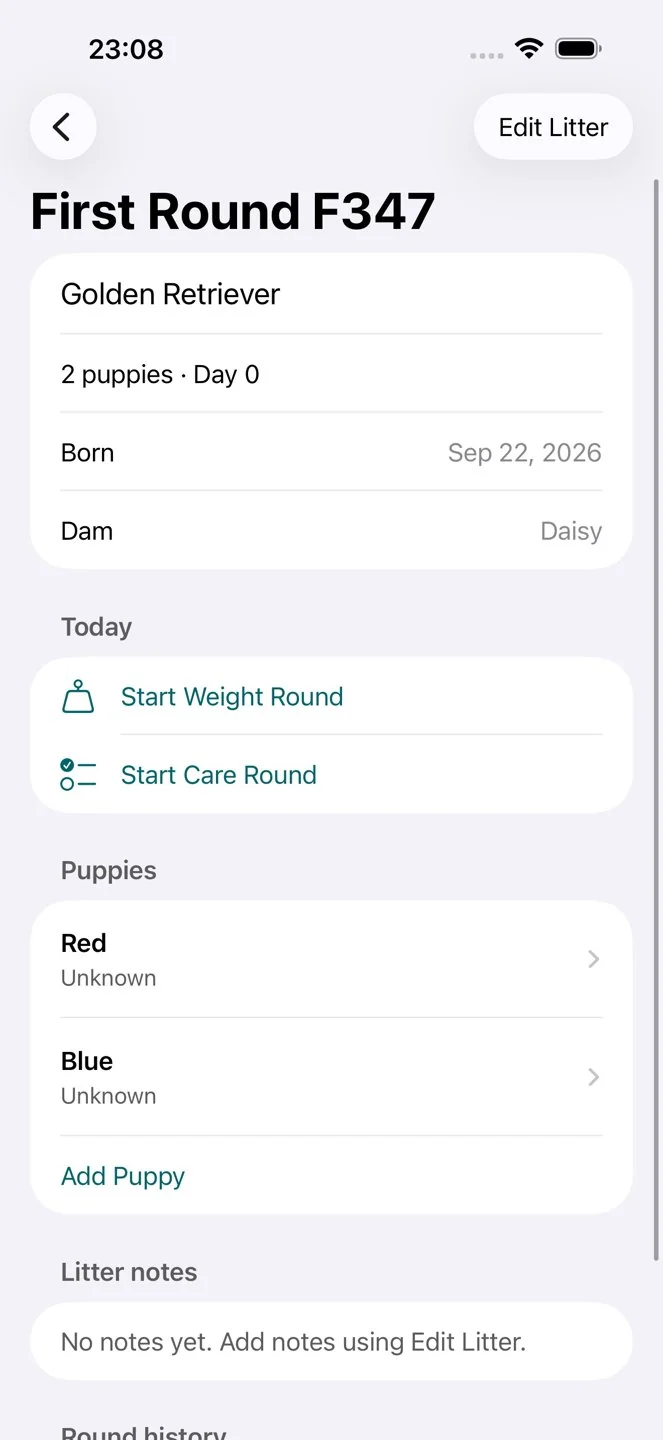 23:08
Edit Litter
First Round F347
Golden Retriever
2 puppies · Day 0
Born Sep 22, 2026
Dam Daisy
Today
Start Weight Round
Start Care Round
Puppies
Red
Unknown
Blue
Unknown
Add Puppy
Litter notes
No notes yet. Add notes using Edit Litter.
Round history